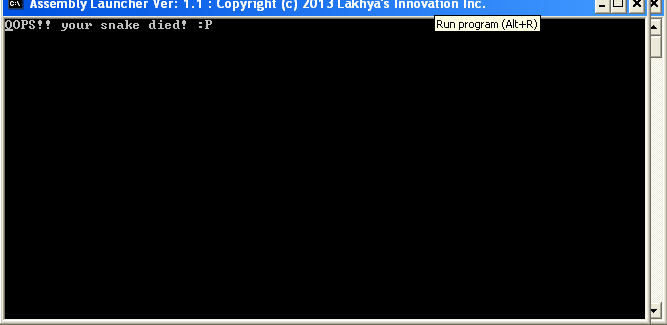 Assembly Launcher Ver: 1.1 : Copyright (c) 2013 Lakhya's Innovation Inc.
Run program (Alt+R)
OOPS!! your snake died! :P